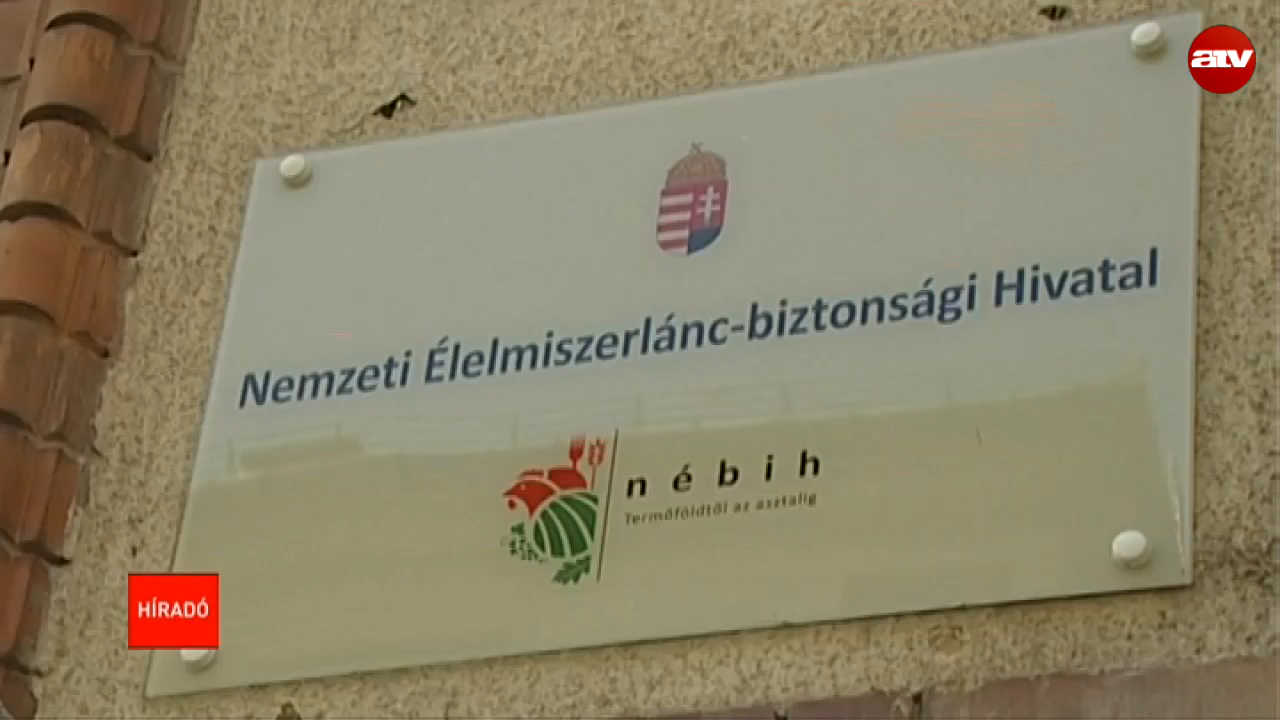 atv
Nemzeti Élelmiszerlánc-biztonsági Hivatal
nébih
Termőföldtől az asztalig
HÍRADÓ